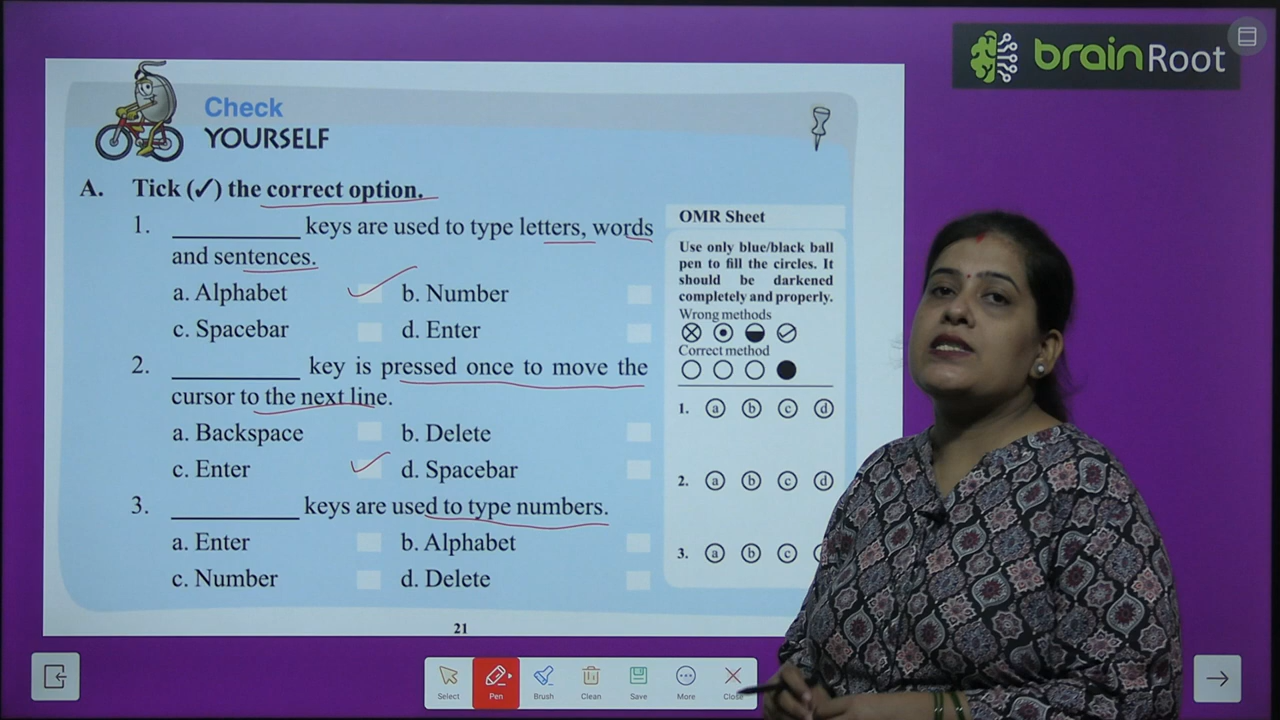 brainRoot
Check
YOURSELF
A. Tick (✓) the correct option.
1. __________ keys are used to type letters, words
and sentences.
a. Alphabet b. Number
c. Spacebar d. Enter
2. __________ key is pressed once to move the
cursor to the next line.
a. Backspace b. Delete
c. Enter d. Spacebar
3. __________ keys are used to type numbers.
a. Enter b. Alphabet
c. Number d. Delete
21
OMR Sheet
Use only blue/black ball
pen to fill the circles. It
should be darkened
completely and properly.
Wrong methods
Correct method
1. a b c d
2. a b c d
3. a b c
Select Pen Brush Clean Save More Close